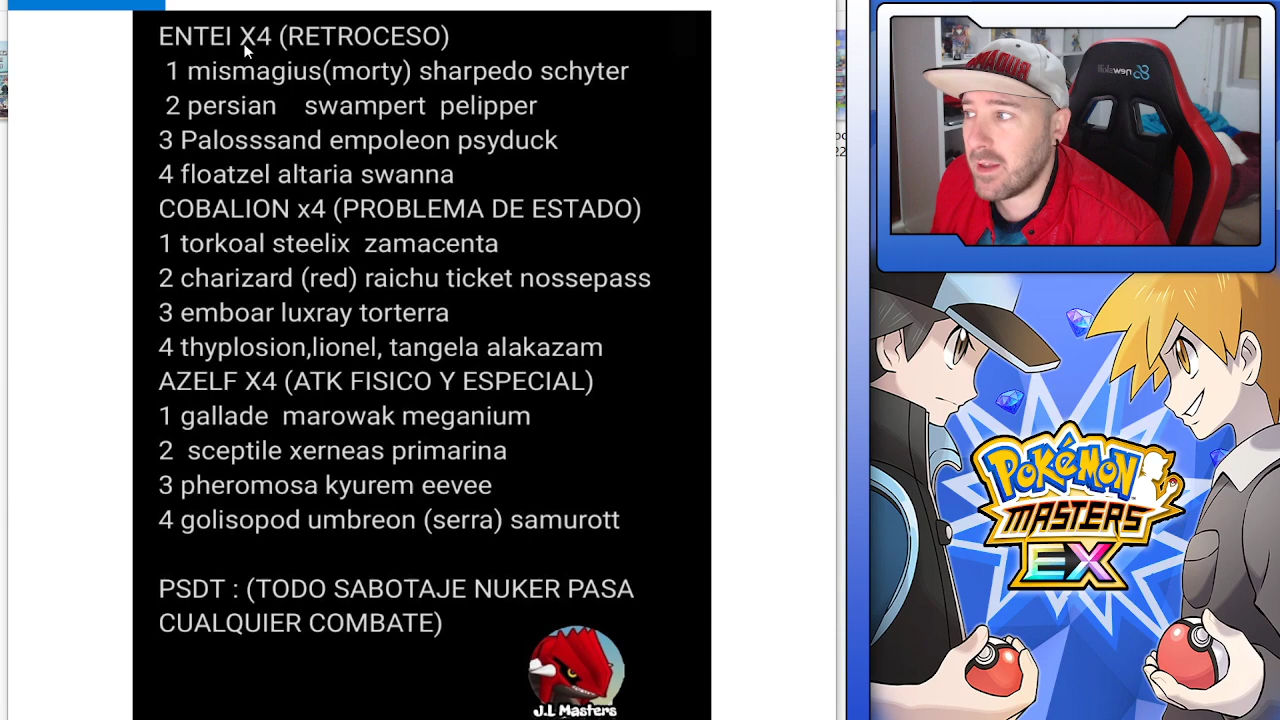 ENTEI X4 (RETROCESO)
1 mismagius(morty) sharpedo schyter
2 persian swampert pelipper
3 Palosssand empoleon psyduck
4 floatzel altaria swanna
COBALION x4 (PROBLEMA DE ESTADO)
1 torkoal steelix zamacenta
2 charizard (red) raichu ticket nossepass
3 emboar luxray torterra
4 thyplosion,lionel, tangela alakazam
AZELF X4 (ATK FISICO Y ESPECIAL)
1 gallade marowak meganium
2 sceptile xerneas primarina
3 pheromosa kyurem eevee
4 golisopod umbreon (serra) samurott
PSDT : (TODO SABOTAJE NUKER PASA
CUALQUIER COMBATE)
J.L Masters
newskill
POKéMON
MASTERS
EX